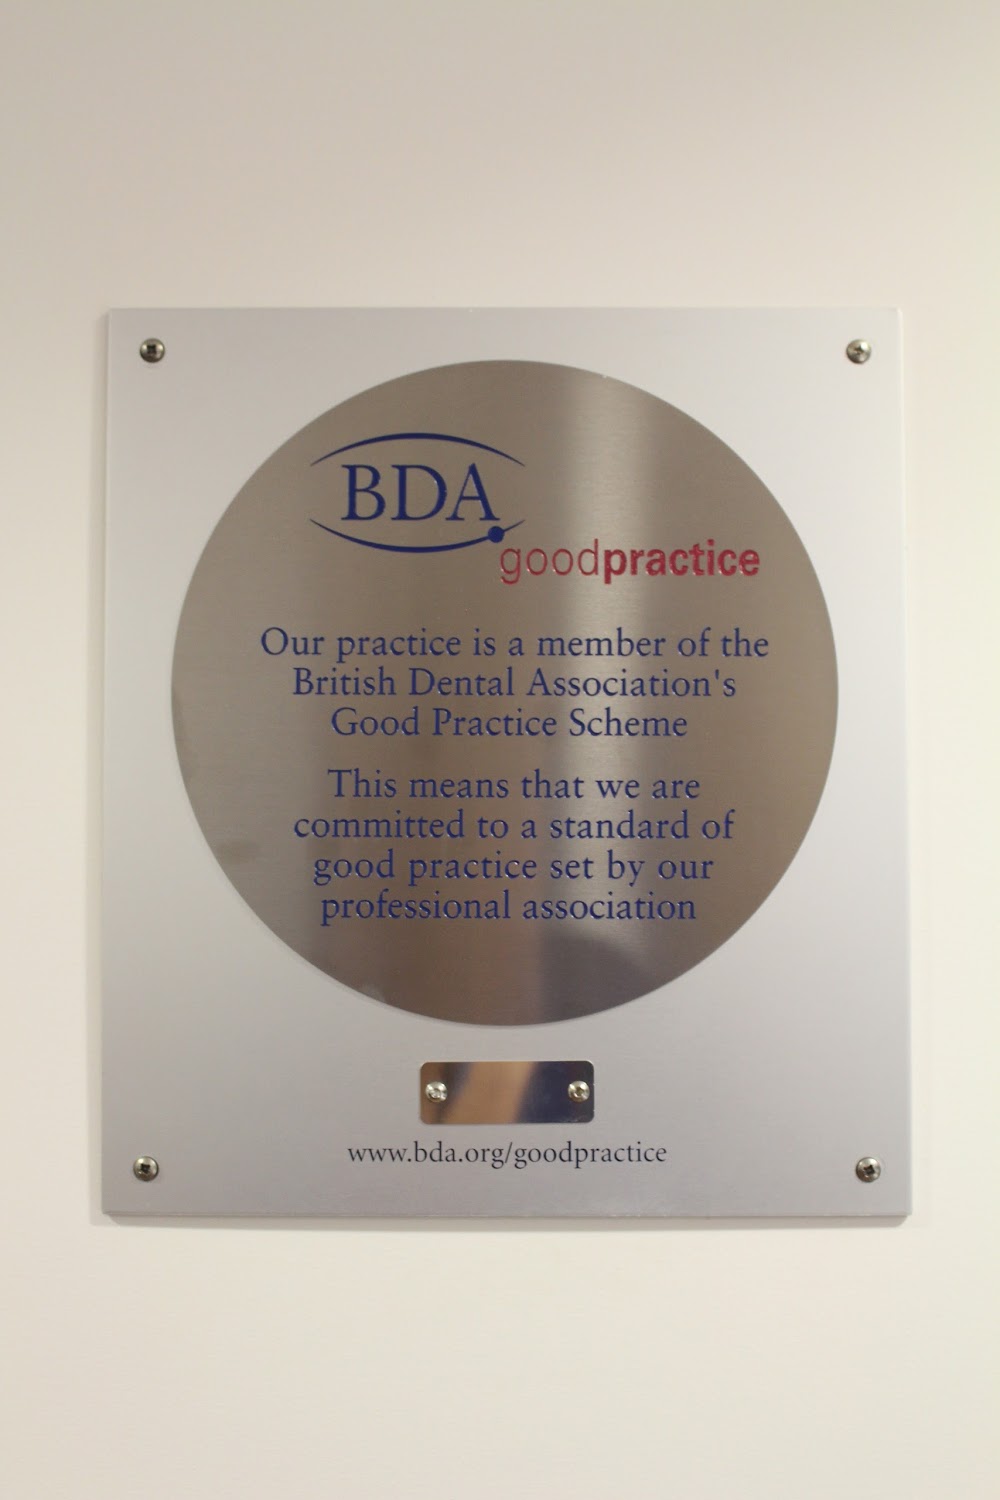 BDA
goodpractice
Our practice is a member of the
British Dental Association's
Good Practice Scheme
This means that we are
committed to a standard of
good practice set by our
professional association
www.bda.org/goodpractice